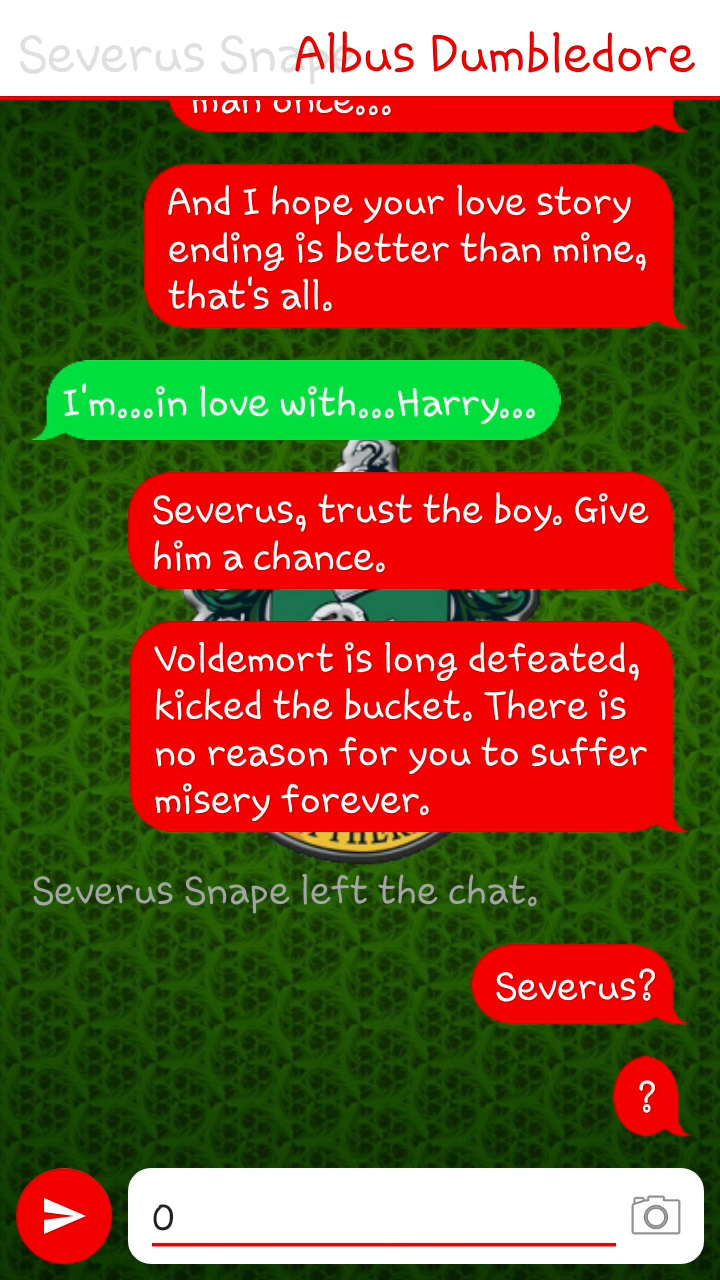 Severus Snape Albus Dumbledore
man once...
And I hope your love story
ending is better than mine,
that's all.
I'm...in love with...Harry...
Severus, trust the boy. Give
him a chance.
Voldemort is long defeated,
kicked the bucket. There is
no reason for you to suffer
misery forever.
Severus Snape left the chat.
Severus?
?
O